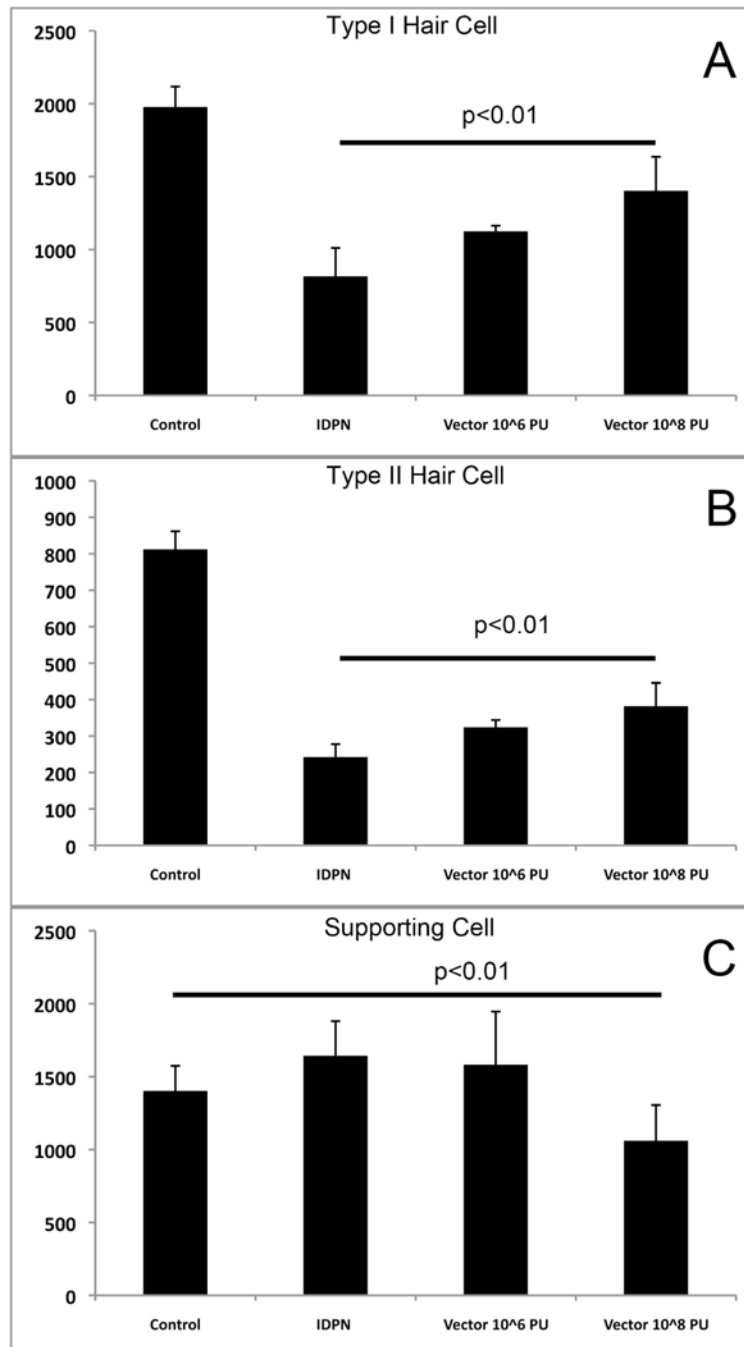 Type I Hair Cell
A
2500
2000
1500
1000
500
0
p<0.01
Control IDPN Vector 10^6 PU Vector 10^8 PU
Type II Hair Cell
B
1000
900
800
700
600
500
400
300
200
100
0
p<0.01
Control IDPN Vector 10^6 PU Vector 10^8 PU
Supporting Cell
C
2500
2000
1500
1000
500
0
p<0.01
Control IDPN Vector 10^6 PU Vector 10^8 PU